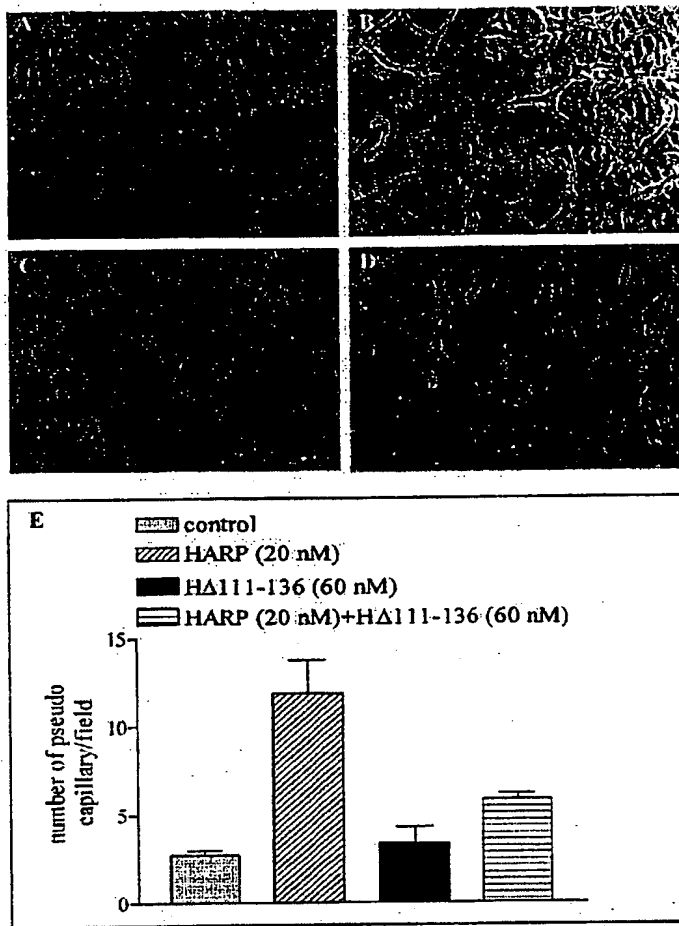 A
B
C
D
E
control
HARP (20 nM)
HΔ111-136 (60 nM)
HARP (20 nM)+HΔ111-136 (60 nM)
15
10
5
0
number of pseudo
capillary/field